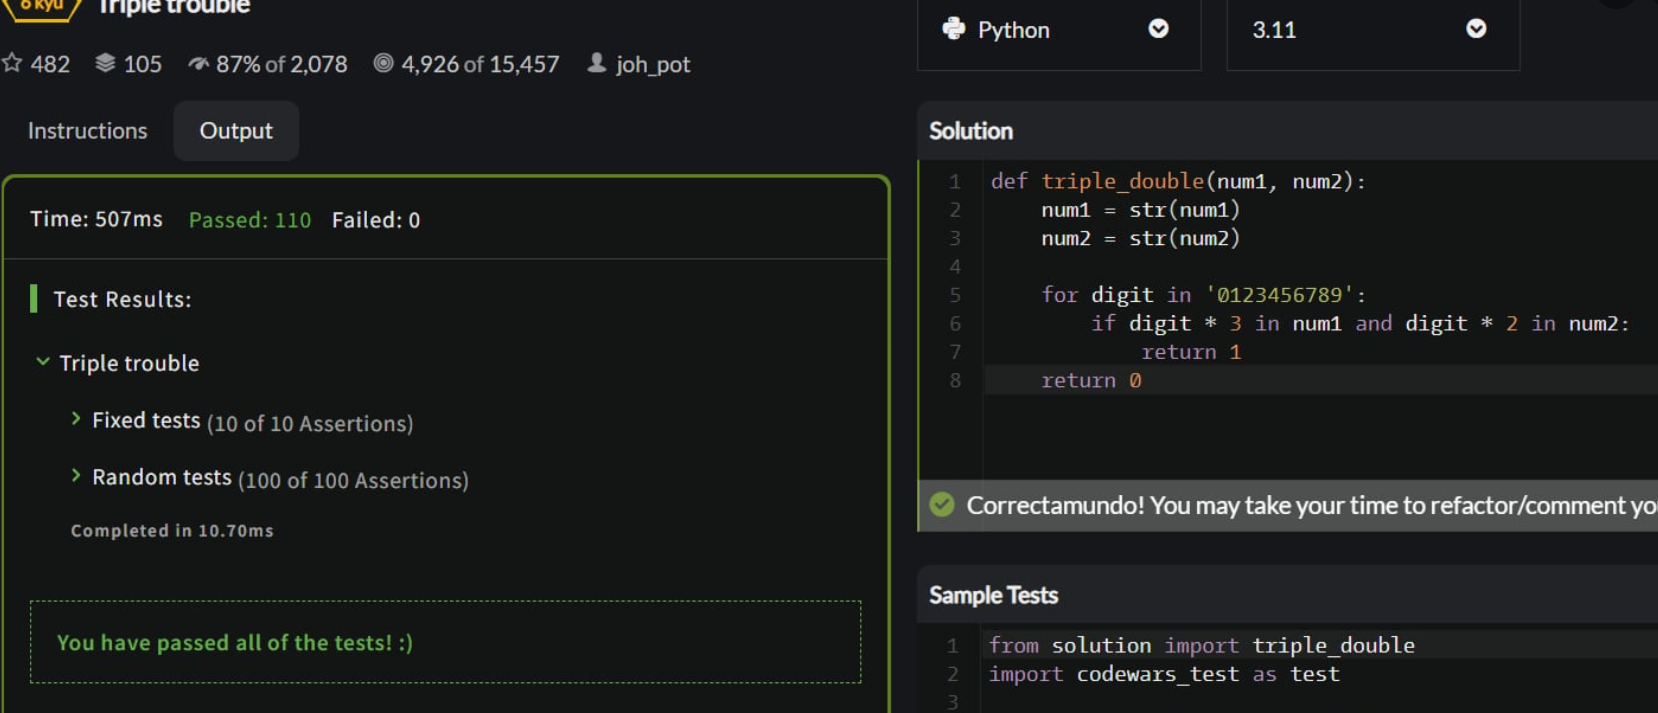 6 kyu Triple trouble
482 105 87% of 2,078 4,926 of 15,457 joh_pot
Instructions Output
Time: 507ms Passed: 110 Failed: 0
Test Results:
Triple trouble
Fixed tests (10 of 10 Assertions)
Random tests (100 of 100 Assertions)
Completed in 10.70ms
You have passed all of the tests! :)
Python 3.11
Solution
1 def triple_double(num1, num2):
2     num1 = str(num1)
3     num2 = str(num2)
4
5     for digit in '0123456789':
6         if digit * 3 in num1 and digit * 2 in num2:
7             return 1
8     return 0
Correctamundo! You may take your time to refactor/comment yo
Sample Tests
1 from solution import triple_double
2 import codewars_test as test
3